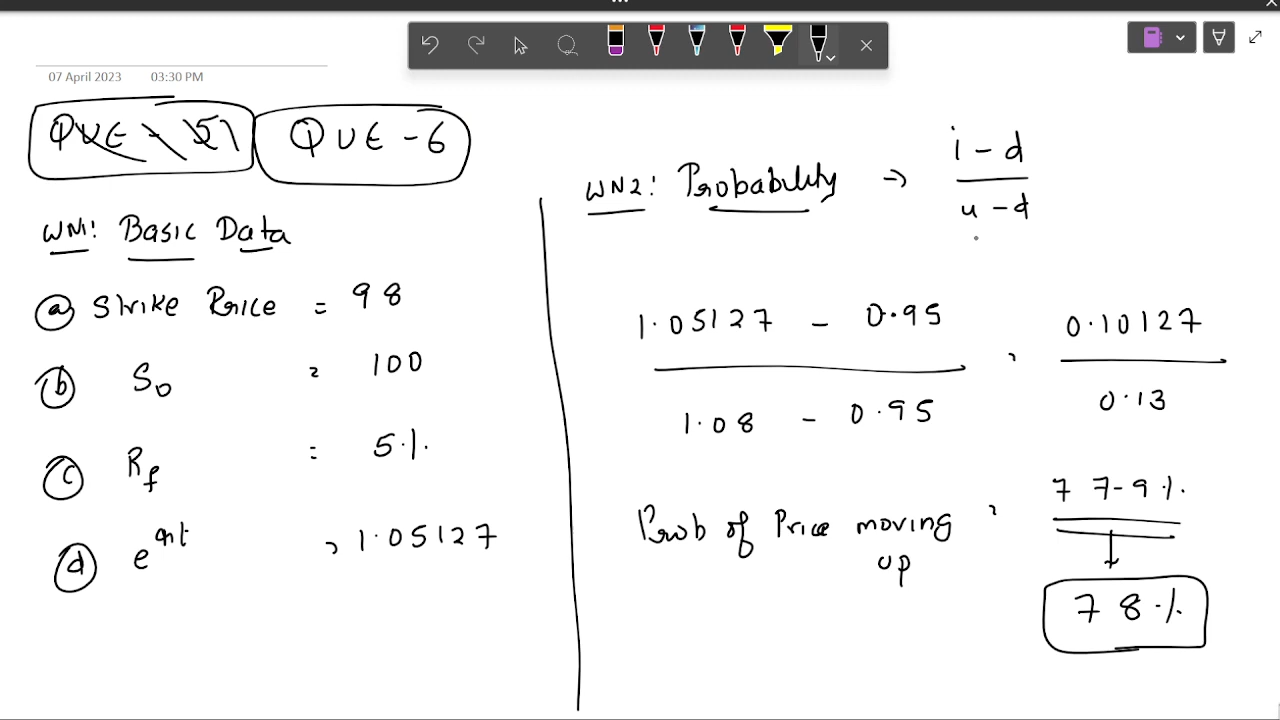 07 April 2023 03:30 PM
QUE - 51
QUE - 6
WN1: Basic Data
(a) Strike Price = 98
(b) S0 = 100
(c) Rf = 5%
(d) e^rt = 1.05127
WN2: Probability → i - d / u - d
1.05127 - 0.95 / 1.08 - 0.95 = 0.10127 / 0.13
Prob of Price moving up = 77.9%
78%